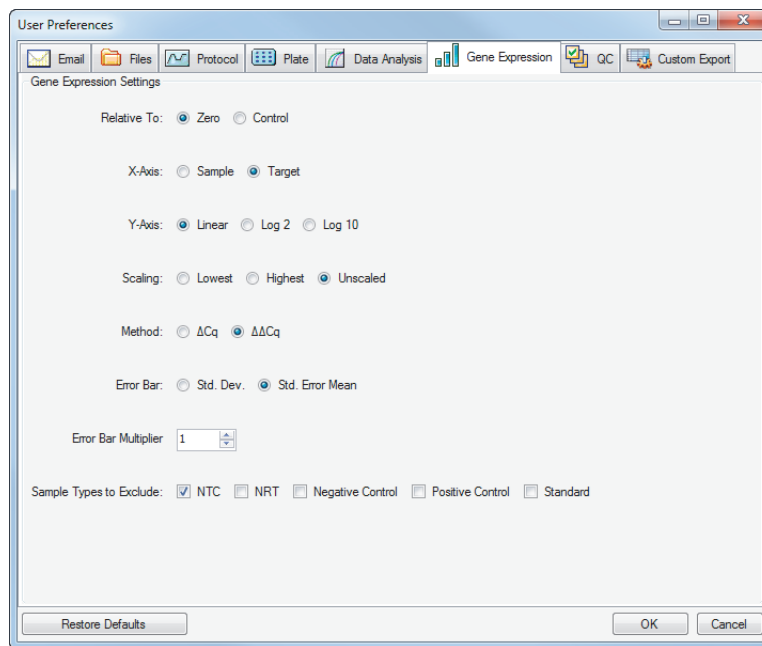 User Preferences
Email Files Protocol Plate Data Analysis Gene Expression QC Custom Export
Gene Expression Settings
Relative To: Zero Control
X-Axis: Sample Target
Y-Axis: Linear Log 2 Log 10
Scaling: Lowest Highest Unscaled
Method: ΔCq ΔΔCq
Error Bar: Std. Dev. Std. Error Mean
Error Bar Multiplier 1
Sample Types to Exclude: NTC NRT Negative Control Positive Control Standard
Restore Defaults OK Cancel